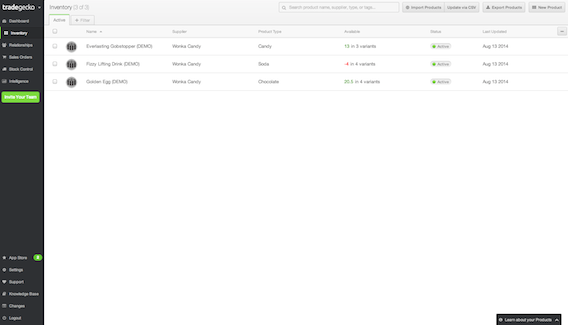 tradegecko
Inventory (3 of 3)
Search product name, supplier, type, or tags...
Import Products
Update via CSV
Export Products
New Product
Dashboard
Active
Filter
Inventory
Name
Supplier
Product Type
Available
Status
Last Updated
Relationships
Everlasting Gobstopper (DEMO)
Wonka Candy
Candy
13 in 3 variants
Active
Aug 13 2014
Sales Orders
Fizzy Lifting Drink (DEMO)
Wonka Candy
Soda
-4 in 4 variants
Active
Aug 13 2014
Stock Control
Intelligence
Golden Egg (DEMO)
Wonka Candy
Chocolate
20.5 in 4 variants
Active
Aug 13 2014
Invite Your Team
App Store
Settings
Support
Knowledge Base
Changes
Logout
Learn about your Products